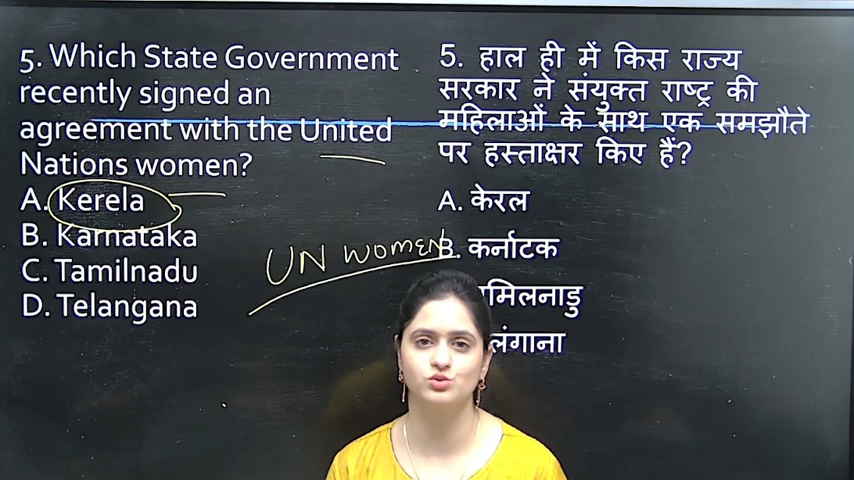 5. Which State Government
recently signed an
agreement with the United
Nations women?
A. Kerela
B. Karnataka
C. Tamilnadu
D. Telangana
UN WOMEN
5. हाल ही में किस राज्य
सरकार ने संयुक्त राष्ट्र की
महिलाओं के साथ एक समझौते
पर हस्ताक्षर किए हैं?
A. केरल
B. कर्नाटक
मिलनाडु
लंगाना